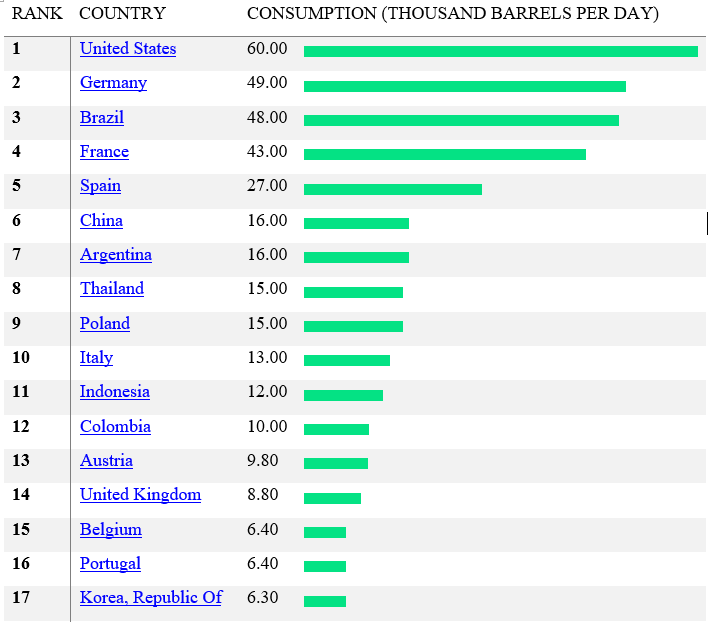 RANK COUNTRY CONSUMPTION (THOUSAND BARRELS PER DAY)
1 United States 60.00
2 Germany 49.00
3 Brazil 48.00
4 France 43.00
5 Spain 27.00
6 China 16.00
7 Argentina 16.00
8 Thailand 15.00
9 Poland 15.00
10 Italy 13.00
11 Indonesia 12.00
12 Colombia 10.00
13 Austria 9.80
14 United Kingdom 8.80
15 Belgium 6.40
16 Portugal 6.40
17 Korea, Republic Of 6.30